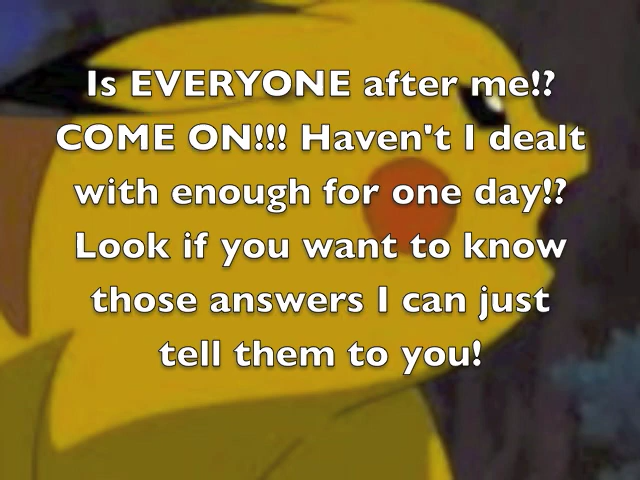 Is EVERYONE after me!?
COME ON!!! Haven't I dealt
with enough for one day!?
Look if you want to know
those answers I can just
tell them to you!